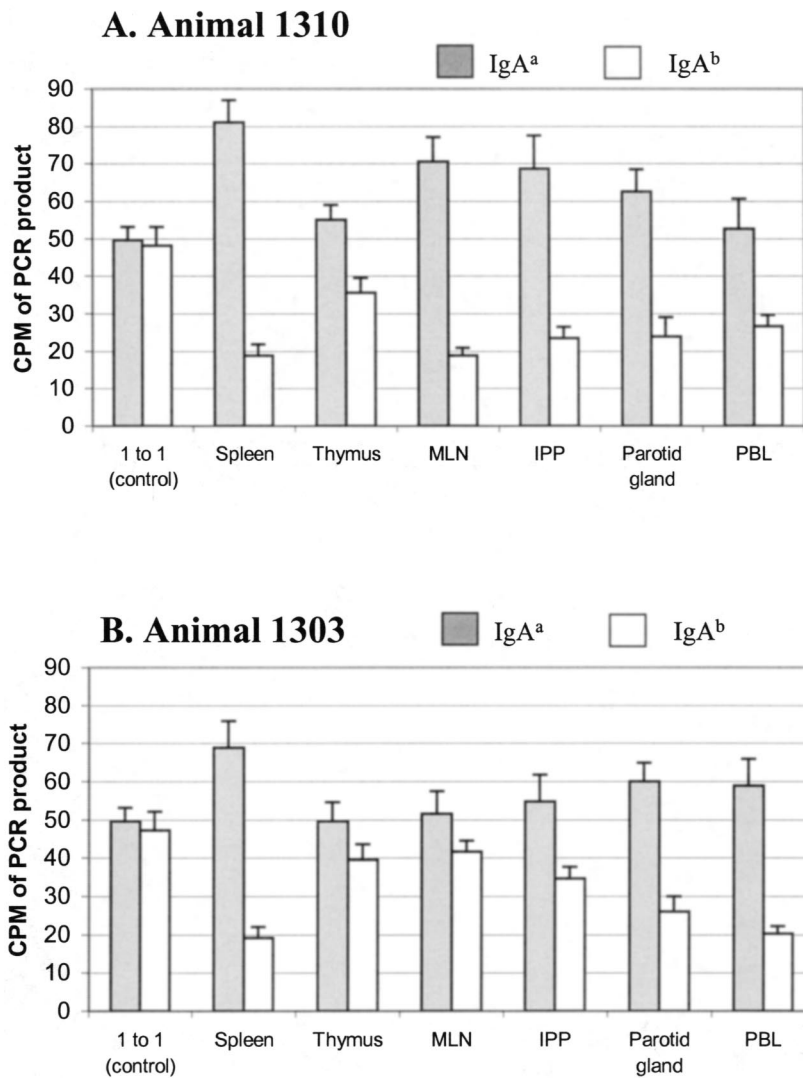 A. Animal 1310
IgAᵃ IgAᵇ
CPM of PCR product
90
80
70
60
50
40
30
20
10
0
1 to 1 (control)
Spleen
Thymus
MLN
IPP
Parotid gland
PBL
B. Animal 1303
IgAᵃ IgAᵇ
CPM of PCR product
90
80
70
60
50
40
30
20
10
0
1 to 1 (control)
Spleen
Thymus
MLN
IPP
Parotid gland
PBL